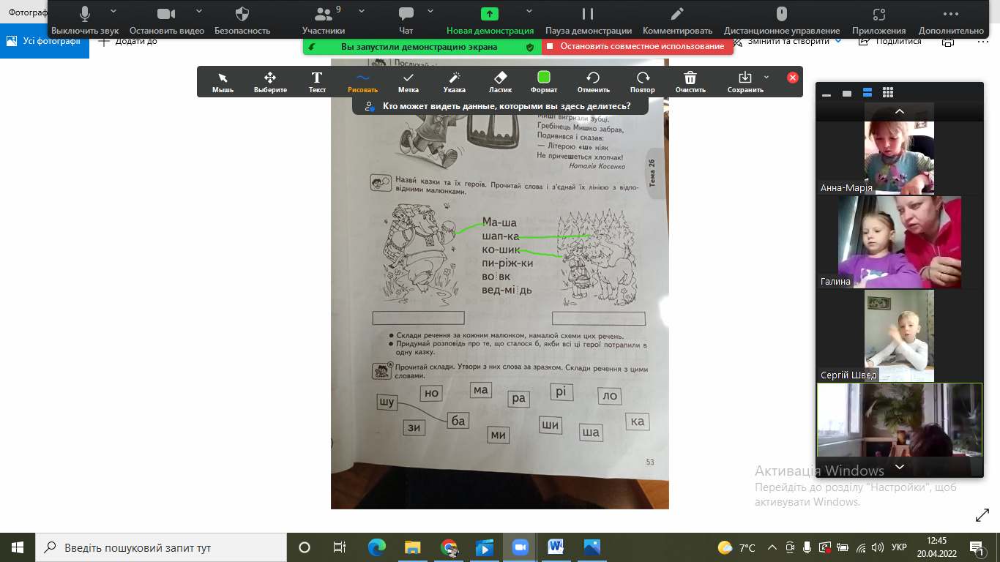 Фотограф
9
Выключить звук
Остановить видео
Безопасность
Участники
Чат
Новая демонстрация
Пауза демонстрации
Комментировать
Дистанционное управление
Приложения
Дополнительно
Усі фотографії
Додати до
Вы запустили демонстрацию экрана
Остановить совместное использование
Змінити та створити
Поділитися
Послухай
Мышь
Выберите
Текст
Рисовать
Метка
Указка
Ластик
Формат
Отменить
Повтор
Очистить
Сохранить
Кто может видеть данные, которыми вы здесь делитесь?
Миші вигризли зубці.
Гребінець Мишко забрав,
Подивився і сказав:
— Літерою «ш» ніяк
Не причешеться хлопчак!
Наталія Косенко
Тема 26
Назви казки та їх героїв. Прочитай слова і з’єднай їх лінією з відпо-
відними малюнками.
Ма-ша
шап-ка
ко-шик
пи-ріж-ки
во вк
вед-мі дь
Склади речення за кожним малюнком, намалюй схеми цих речень.
Придумай розповідь про те, що сталося б, якби всі ці герої потрапили в
одну казку.
Прочитай склади. Утвори з них слова за зразком. Склади речення з цими
словами.
шу но ма ра рі ло
зи ба ми ши ша ка
53
Анна-Марія
Галина
Сергій Швед
Активація Windows
Перейдіть до розділу "Настройки", щоб
активувати Windows.
Введіть пошуковий запит тут
7°C
УКР
12:45
20.04.2022
1